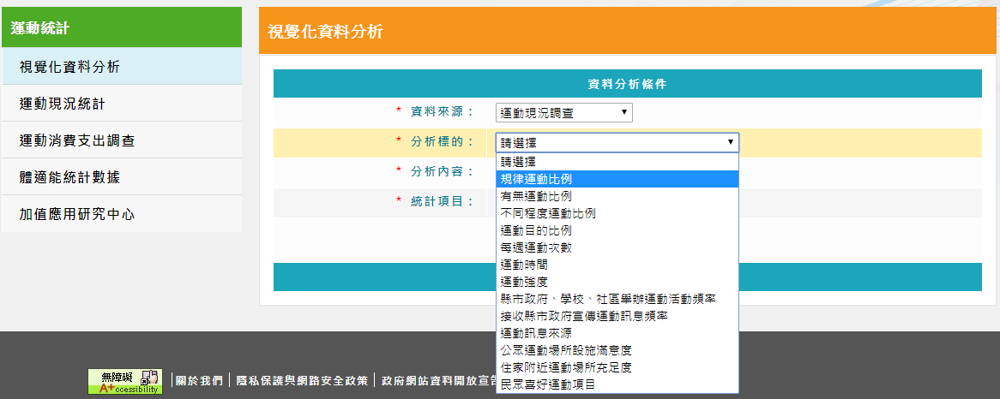 運動統計
視覺化資料分析
運動現況統計
運動消費支出調查
體適能統計數據
加值應用研究中心
視覺化資料分析
資料分析條件
* 資料來源：
運動現況調查
* 分析標的：
請選擇
* 分析內容：
* 統計項目：
請選擇
規律運動比例
有無運動比例
不同程度運動比例
運動目的比例
每週運動次數
運動時間
運動強度
縣市政府、學校、社區舉辦運動活動頻率
接收縣市政府宣傳運動訊息頻率
運動訊息來源
公眾運動場所設施滿意度
住家附近運動場所充足度
民眾喜好運動項目
無障礙
A+ccessibility
關於我們 | 隱私保護與網路安全政策 | 政府網站資料開放宣告